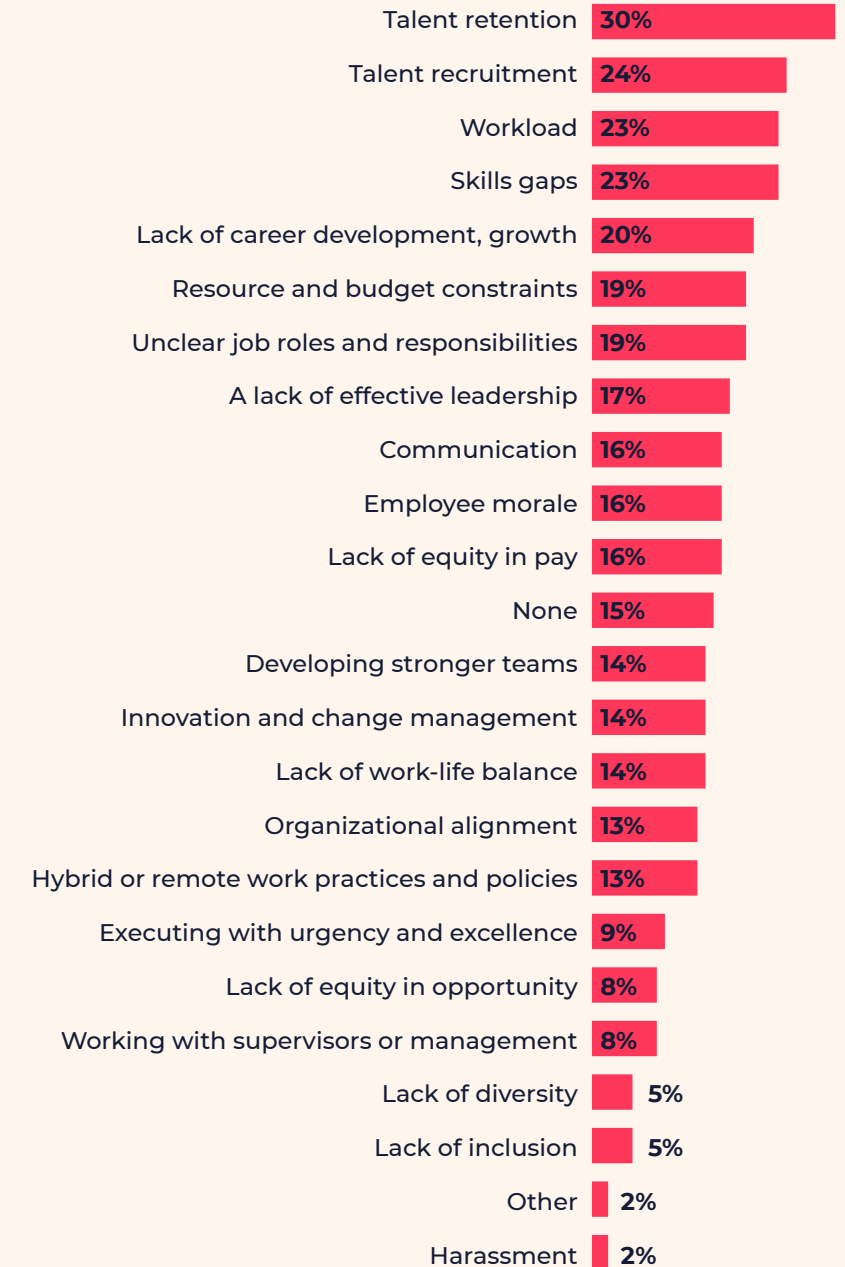 Talent retention 30%
Talent recruitment 24%
Workload 23%
Skills gaps 23%
Lack of career development, growth 20%
Resource and budget constraints 19%
Unclear job roles and responsibilities 19%
A lack of effective leadership 17%
Communication 16%
Employee morale 16%
Lack of equity in pay 16%
None 15%
Developing stronger teams 14%
Innovation and change management 14%
Lack of work-life balance 14%
Organizational alignment 13%
Hybrid or remote work practices and policies 13%
Executing with urgency and excellence 9%
Lack of equity in opportunity 8%
Working with supervisors or management 8%
Lack of diversity 5%
Lack of inclusion 5%
Other 2%
Harassment 2%